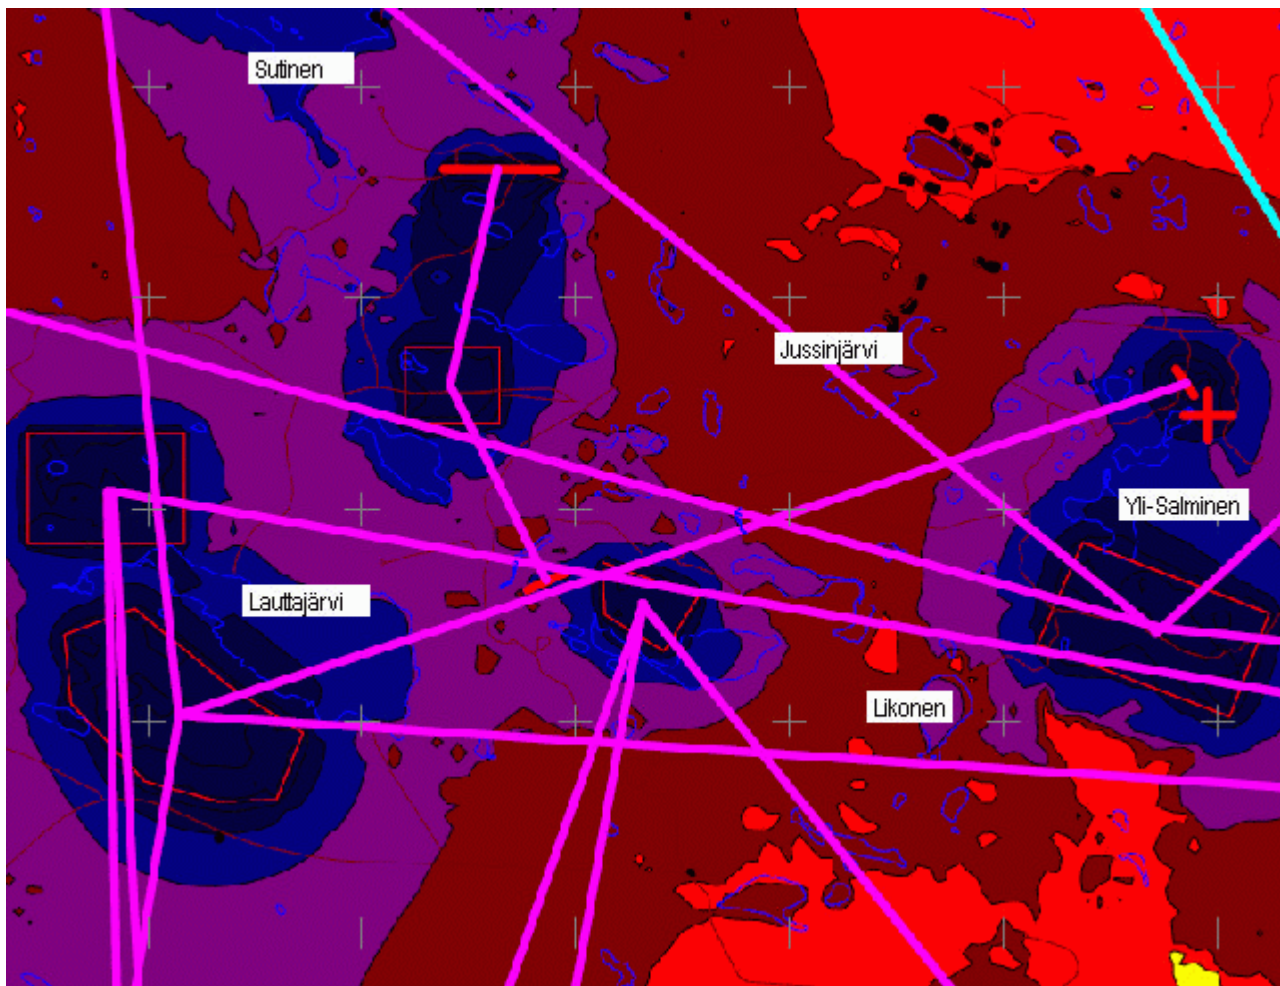 Sutinen
Jussinjärvi
Yli-Salminen
Lauttajärvi
Likonen